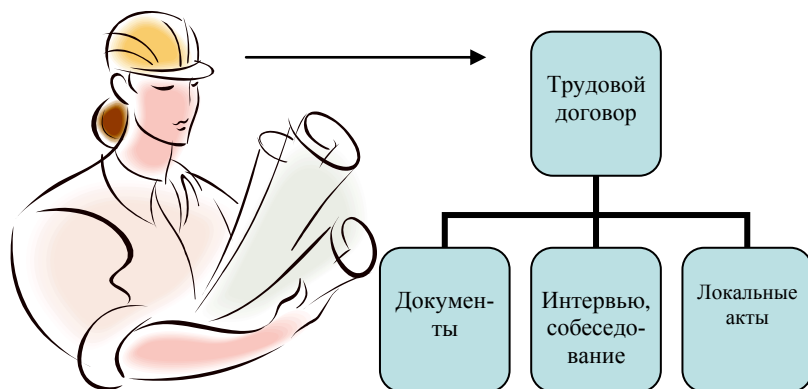 Трудовой
договор
Докумен-
ты
Интервью,
собеседо-
вание
Локальные
акты